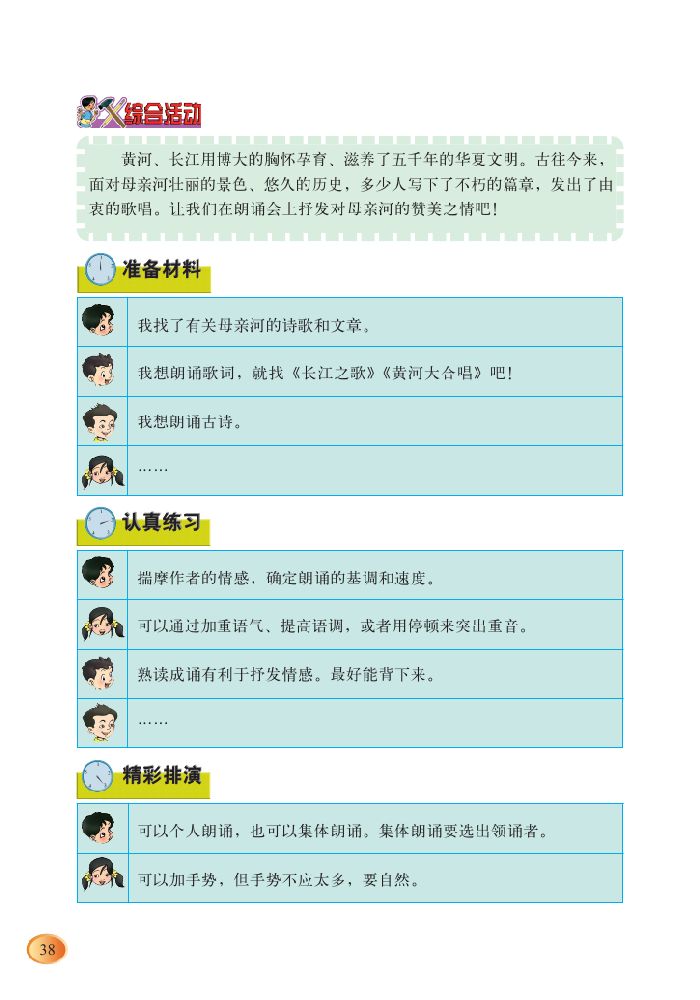 综合活动
黄河、长江用博大的胸怀孕育、滋养了五千年的华夏文明。古往今来，
面对母亲河壮丽的景色、悠久的历史，多少人写下了不朽的篇章，发出了由
衷的歌唱。让我们在朗诵会上抒发对母亲河的赞美之情吧！
准备材料
我找了有关母亲河的诗歌和文章。
我想朗诵歌词，就找《长江之歌》《黄河大合唱》吧！
我想朗诵古诗。
……
认真练习
揣摩作者的情感，确定朗诵的基调和速度。
可以通过加重语气、提高语调，或者用停顿来突出重音。
熟读成诵有利于抒发情感。最好能背下来。
……
精彩排演
可以个人朗诵，也可以集体朗诵。集体朗诵要选出领诵者。
可以加手势，但手势不应太多，要自然。
38